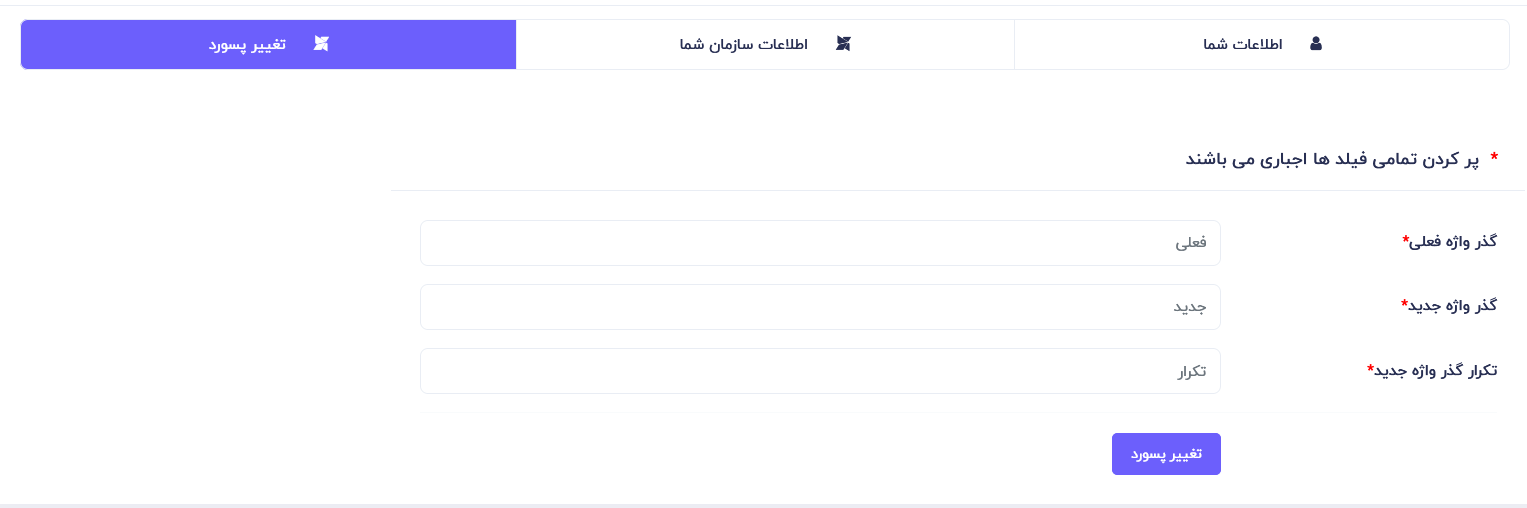 اطلاعات شما
اطلاعات سازمان شما
تغییر پسورد
* پر کردن تمامی فیلد ها اجباری می باشند
گذر واژه فعلی*
فعلی
گذر واژه جدید*
جدید
تکرار گذر واژه جدید*
تکرار
تغییر پسورد